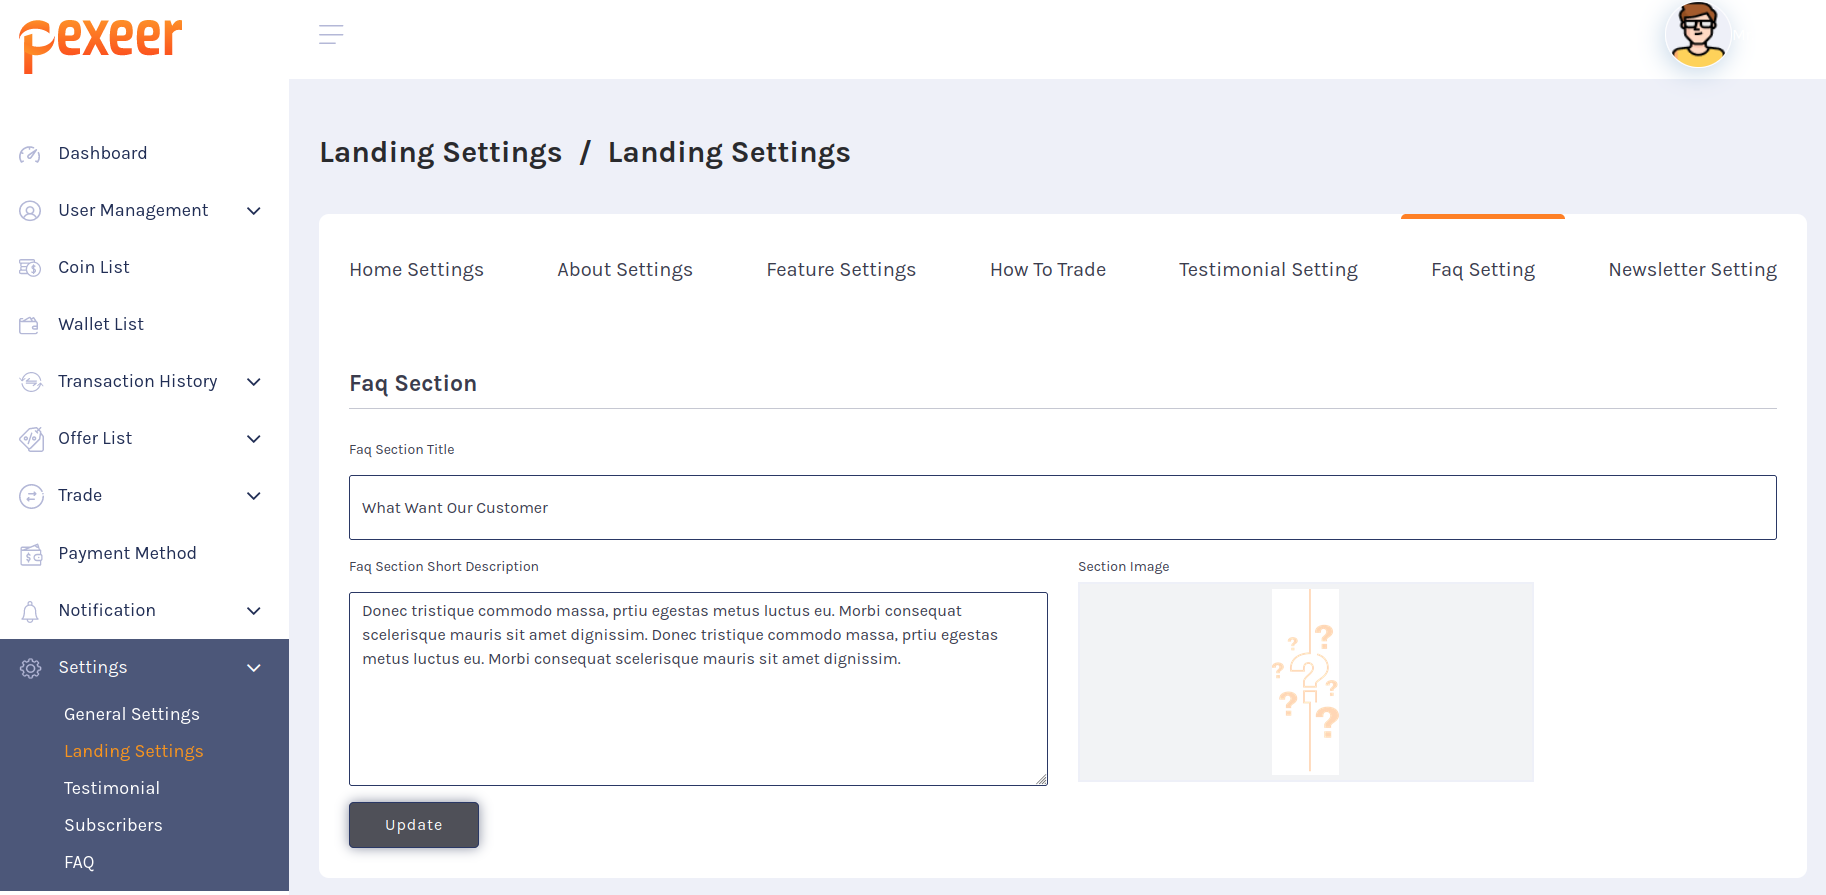 pexeer
Dashboard
User Management
Coin List
Wallet List
Transaction History
Offer List
Trade
Payment Method
Notification
Settings
General Settings
Landing Settings
Testimonial
Subscribers
FAQ
Landing Settings / Landing Settings
Home Settings About Settings Feature Settings How To Trade Testimonial Setting Faq Setting Newsletter Setting
Faq Section
Faq Section Title
What Want Our Customer
Faq Section Short Description
Donec tristique commodo massa, prtiu egestas metus luctus eu. Morbi consequat
scelerisque mauris sit amet dignissim. Donec tristique commodo massa, prtiu egestas
metus luctus eu. Morbi consequat scelerisque mauris sit amet dignissim.
Section Image
Update